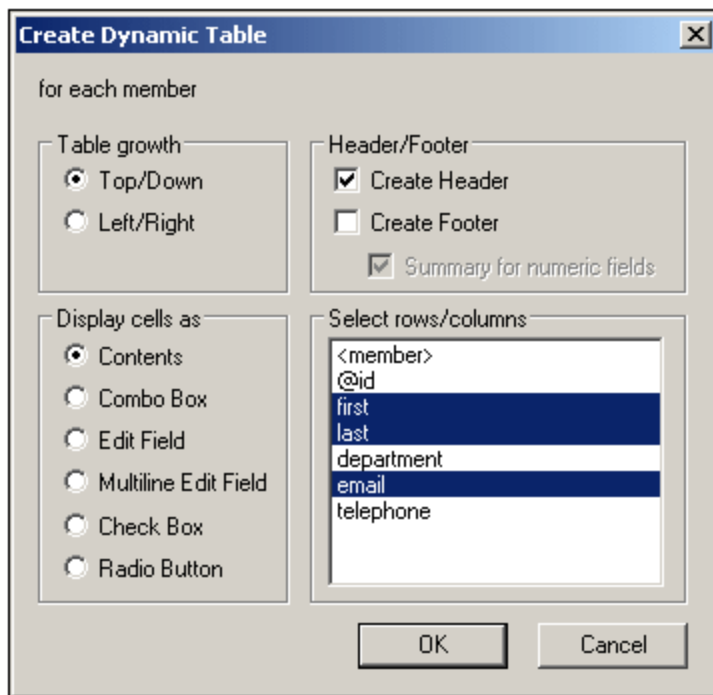 Create Dynamic Table
for each member
Table growth
Top/Down
Left/Right
Header/Footer
Create Header
Create Footer
Summary for numeric fields
Display cells as
Contents
Combo Box
Edit Field
Multiline Edit Field
Check Box
Radio Button
Select rows/columns
<member>
@id
first
last
department
email
telephone
OK
Cancel